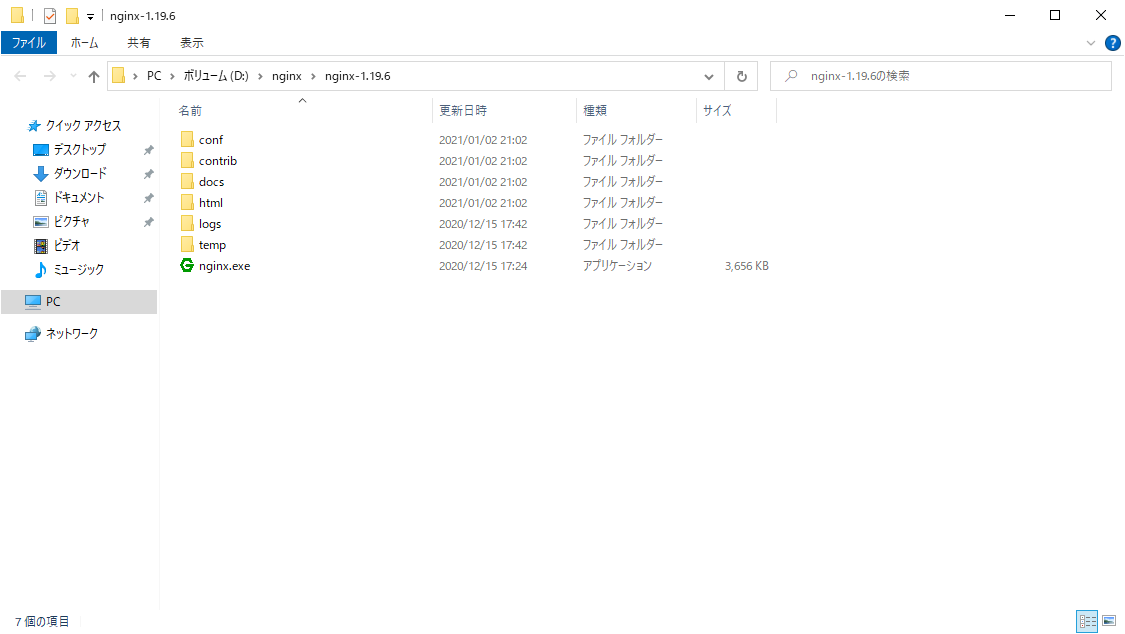 nginx-1.19.6
ファイル ホーム 共有 表示
PC ボリューム (D:) nginx nginx-1.19.6 nginx-1.19.6の検索
名前 更新日時 種類 サイズ
クイック アクセス
デスクトップ
ダウンロード
ドキュメント
ピクチャ
ビデオ
ミュージック
PC
ネットワーク
conf 2021/01/02 21:02 ファイル フォルダー
contrib 2021/01/02 21:02 ファイル フォルダー
docs 2021/01/02 21:02 ファイル フォルダー
html 2021/01/02 21:02 ファイル フォルダー
logs 2020/12/15 17:42 ファイル フォルダー
temp 2020/12/15 17:42 ファイル フォルダー
nginx.exe 2020/12/15 17:24 アプリケーション 3,656 KB
7 個の項目